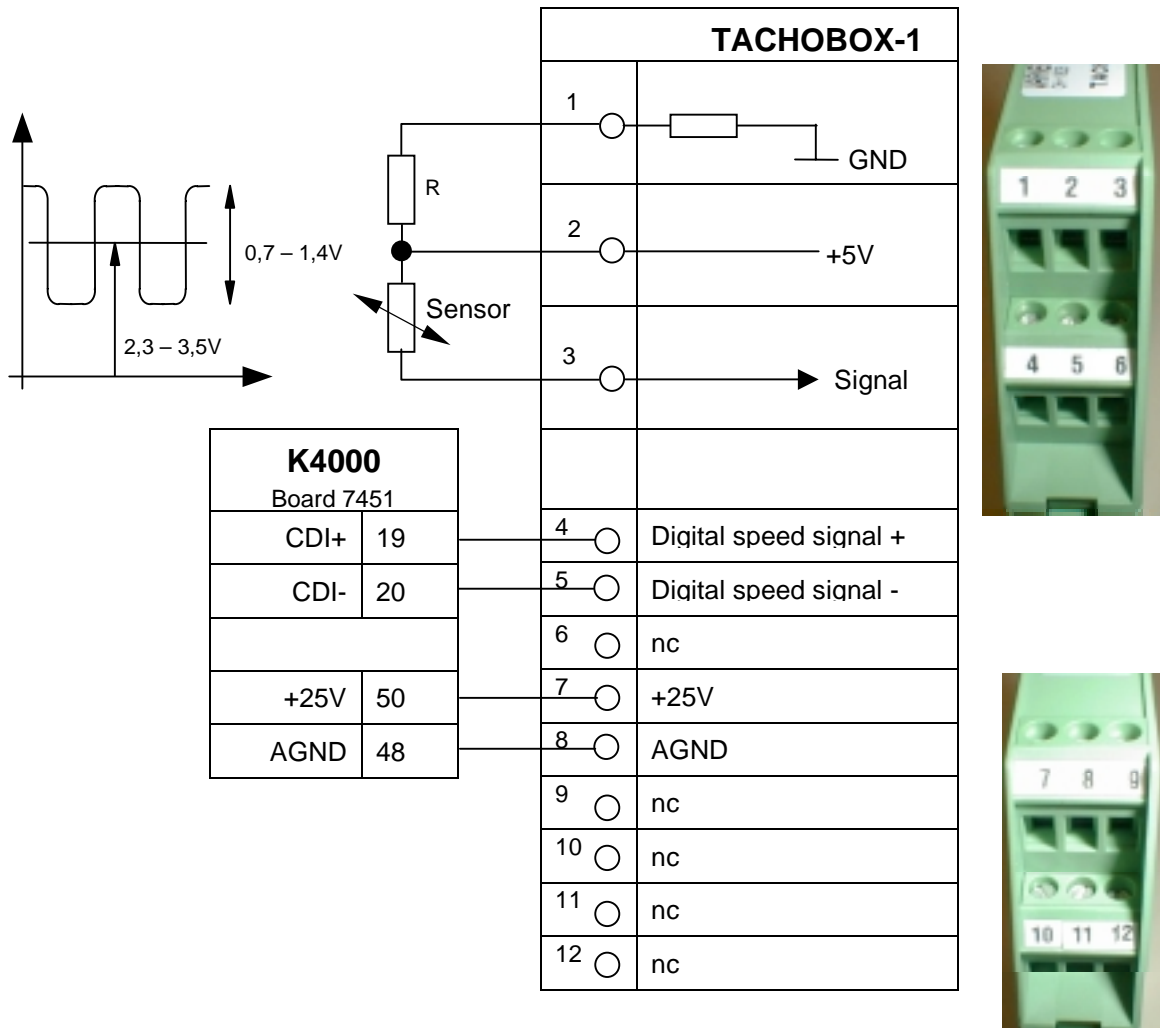 TACHOBOX-1
1
GND
R
2
+5V
0,7 – 1,4V
Sensor
2,3 – 3,5V
3
Signal
K4000
Board 7451
CDI+ 19
4 Digital speed signal +
CDI- 20
5 Digital speed signal -
6 nc
+25V 50
7 +25V
AGND 48
8 AGND
9 nc
10 nc
11 nc
12 nc
1 2 3
4 5 6
7 8 9
10 11 12